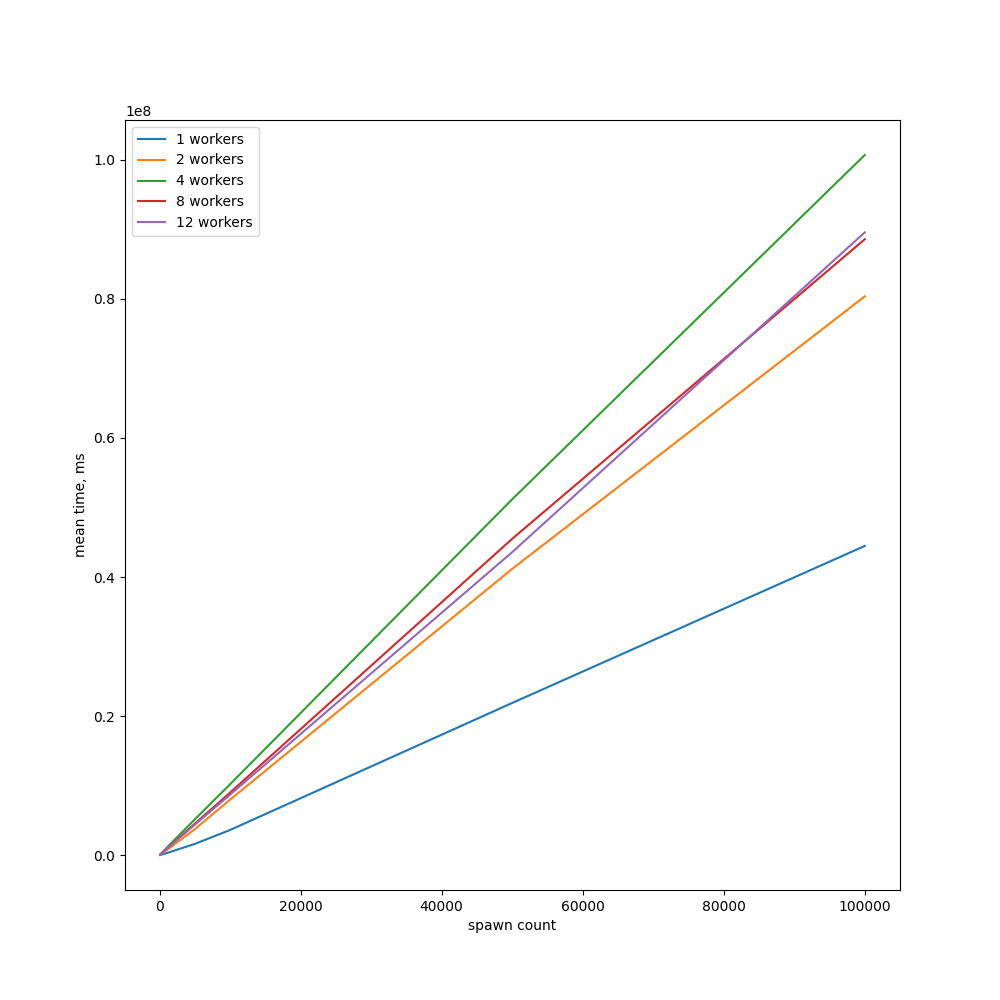 1e8
1 workers
2 workers
4 workers
8 workers
12 workers
1.0
0.8
0.6
0.4
0.2
0.0
mean time, ms
0 20000 40000 60000 80000 100000
spawn count